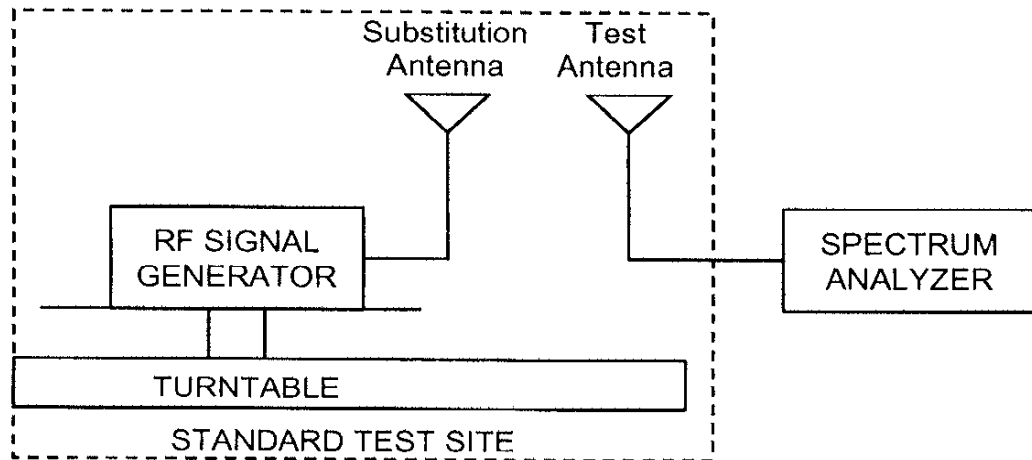 Substitution
Antenna
Test
Antenna
RF SIGNAL
GENERATOR
SPECTRUM
ANALYZER
TURNTABLE
STANDARD TEST SITE